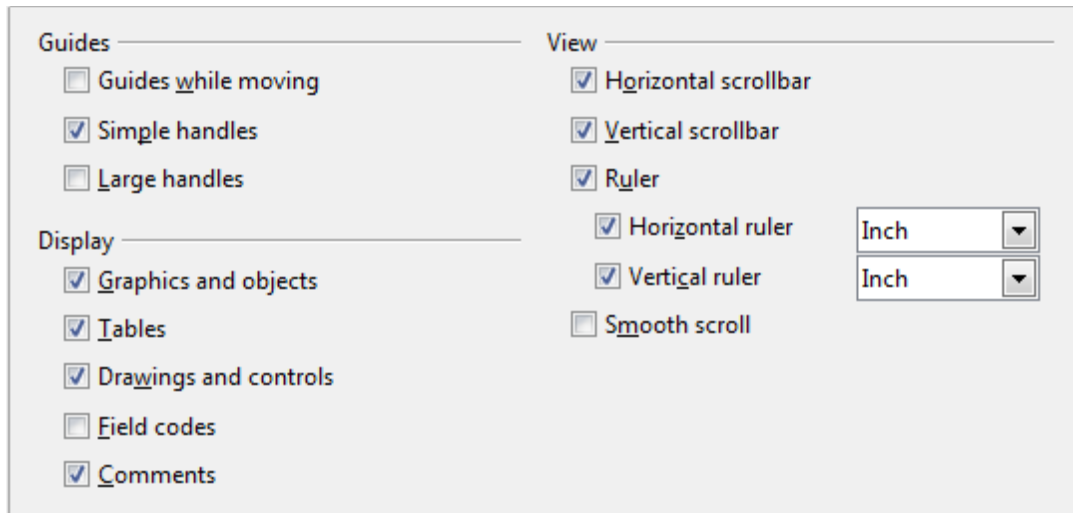 Guides
Guides while moving
Simple handles
Large handles
Display
Graphics and objects
Tables
Drawings and controls
Field codes
Comments
View
Horizontal scrollbar
Vertical scrollbar
Ruler
Horizontal ruler Inch
Vertical ruler Inch
Smooth scroll